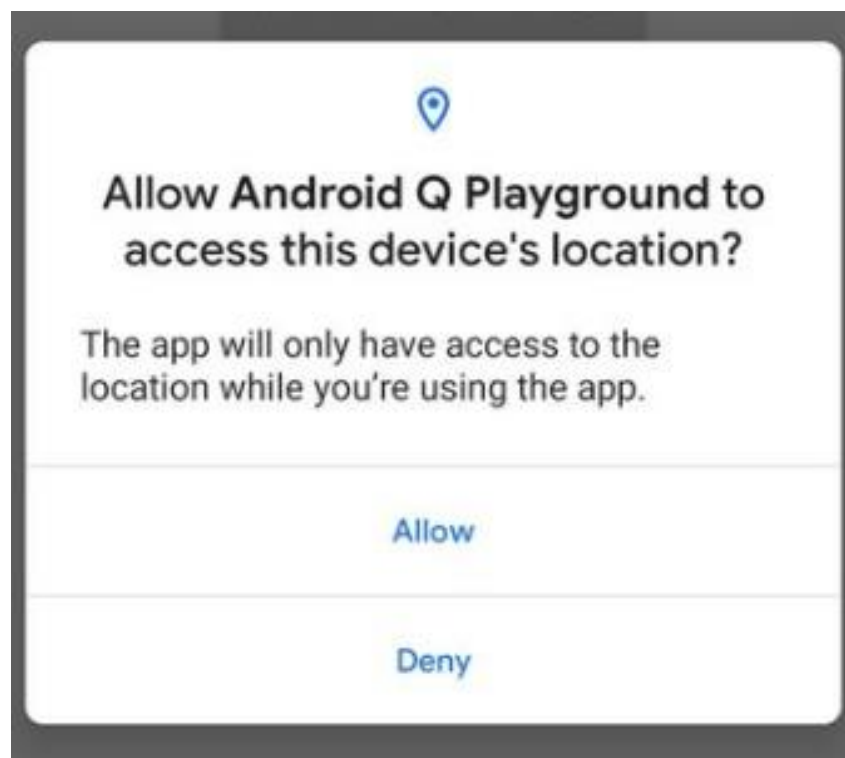 Allow Android Q Playground to
access this device's location?
The app will only have access to the
location while you're using the app.
Allow
Deny